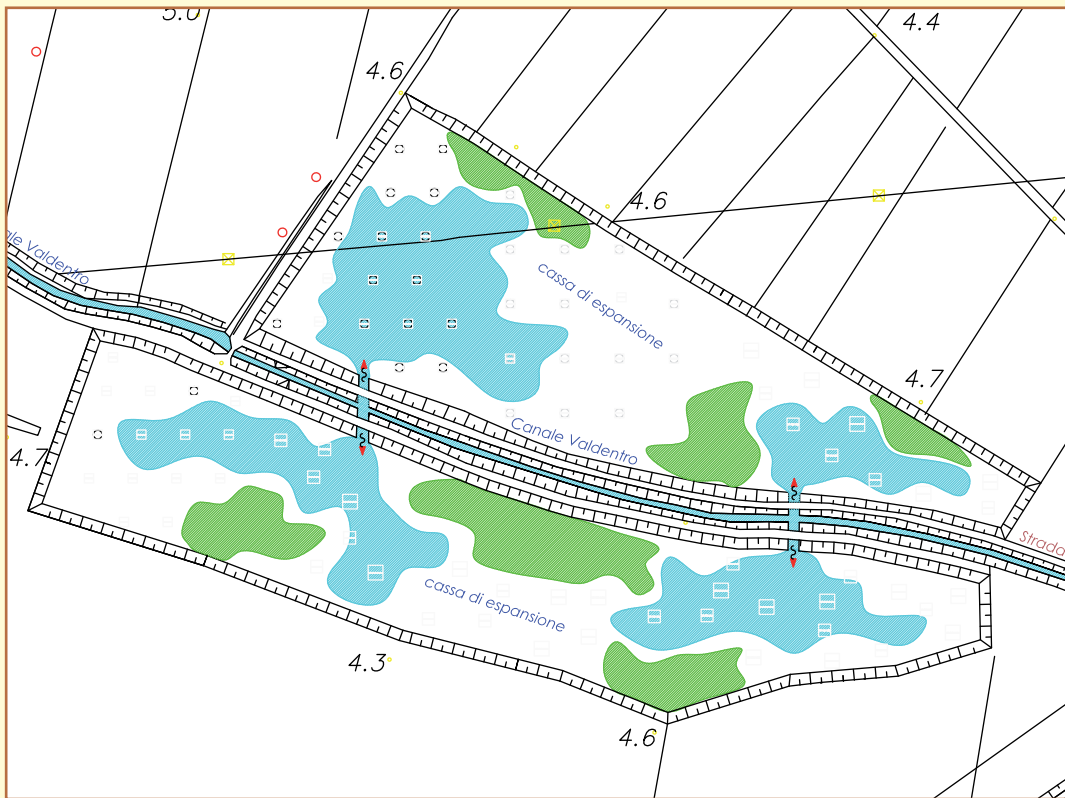 5.0
4.4
4.6
4.6
ale Valdentro
cassa di espansione
4.7
Canale Valdentro
4.7
Strada
cassa di espansione
4.3
4.6